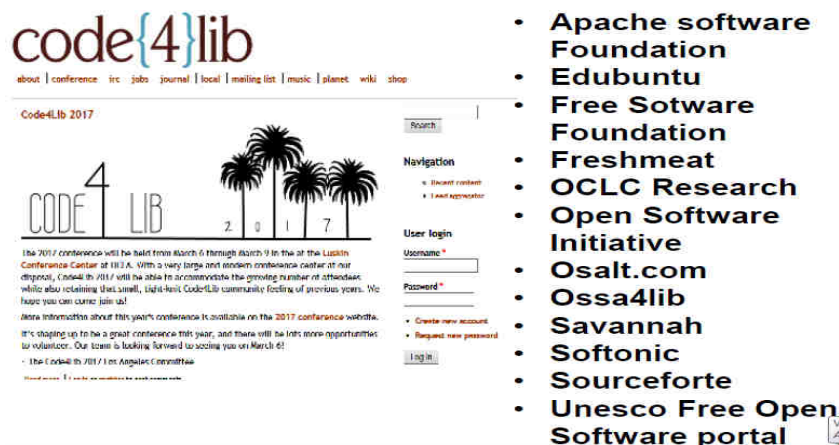 code{4}lib
about | conference irc jobs journal | local | mailing list | music | planet wiki shop
Code4Lib 2017
CODE 4 LIB 2017
The 2017 conference will be held from March 6 through March 9 in the at the Luskin
Conference Center at UCLA. With a very large and modern conference center at our
disposal, Code4Lib 2017 will be able to accommodate the growing number of attendees
while also retaining that small, tight-knit Code4Lib community feeling of previous years. We
hope you can come join us!
More information about this year's conference is available on the 2017 conference website.
It's shaping up to be a great conference this year, and there will be lots more opportunities
to volunteer. Our team is looking forward to seeing you on March 6!
- The Code4Lib 2017 Los Angeles Committee
Search
Navigation
Recent content
Feed aggregator
User login
Username *
Password *
• Create new account
• Request new password
Log in
• Apache software
Foundation
• Edubuntu
• Free Sotware
Foundation
• Freshmeat
• OCLC Research
• Open Software
Initiative
• Osalt.com
• Ossa4lib
• Savannah
• Softonic
• Sourceforte
• Unesco Free Open
Software portal